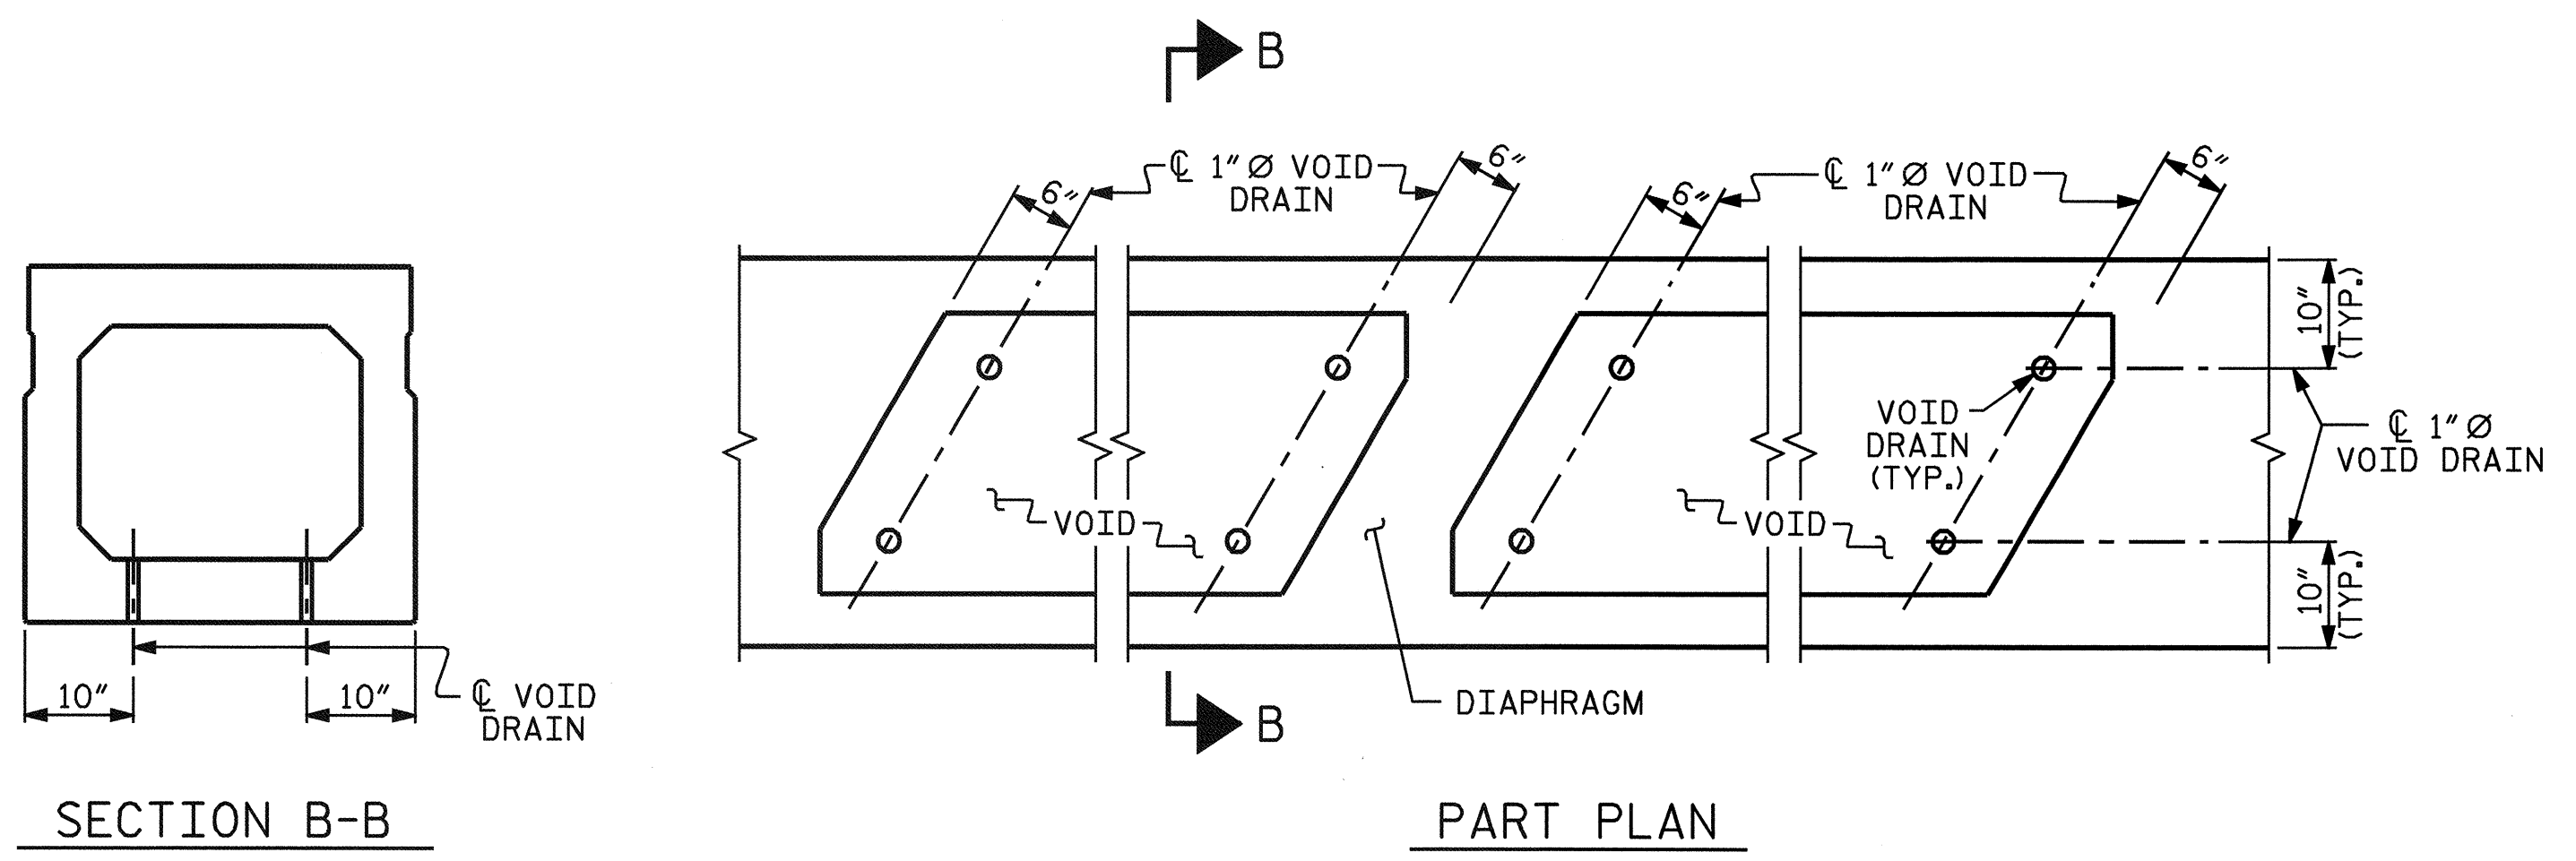 B
6″
℄ 1″ Ø VOID
DRAIN
6″
6″
℄ 1″ Ø VOID
DRAIN
6″
10″
(TYP.)
VOID
DRAIN
(TYP.)
℄ 1″ Ø
VOID DRAIN
VOID
VOID
10″
(TYP.)
10″
10″
℄ VOID
DRAIN
DIAPHRAGM
B
SECTION B-B
PART PLAN